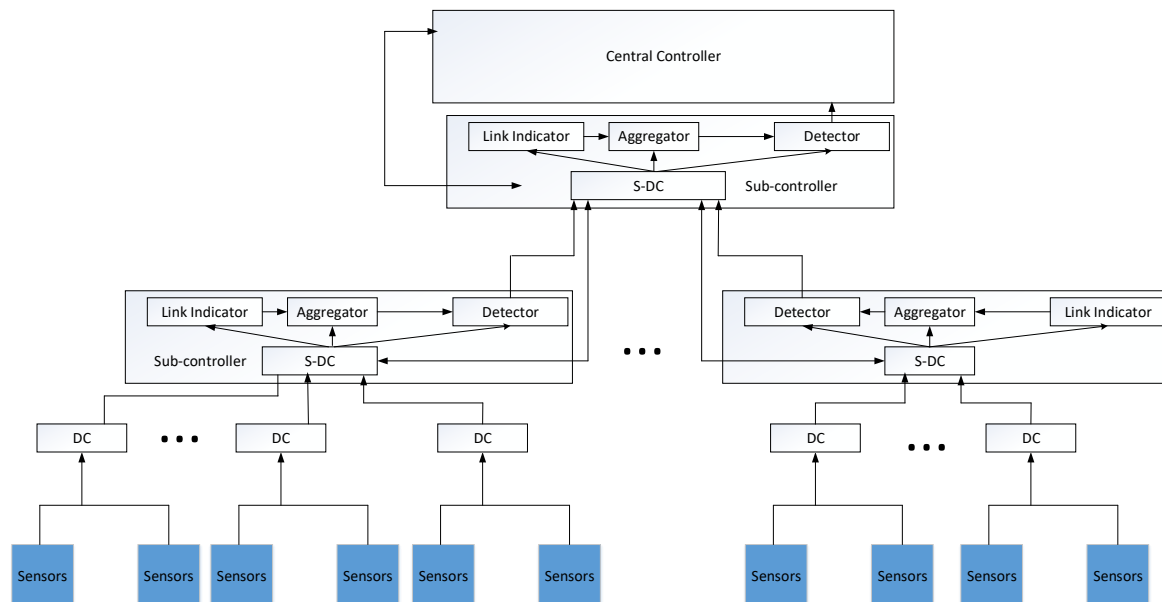 Central Controller
Link Indicator
Aggregator
Detector
S-DC
Sub-controller
Link Indicator
Aggregator
Detector
Sub-controller
S-DC
Detector
Aggregator
Link Indicator
S-DC
DC
DC
DC
DC
DC
Sensors
Sensors
Sensors
Sensors
Sensors
Sensors
Sensors
Sensors
Sensors
Sensors